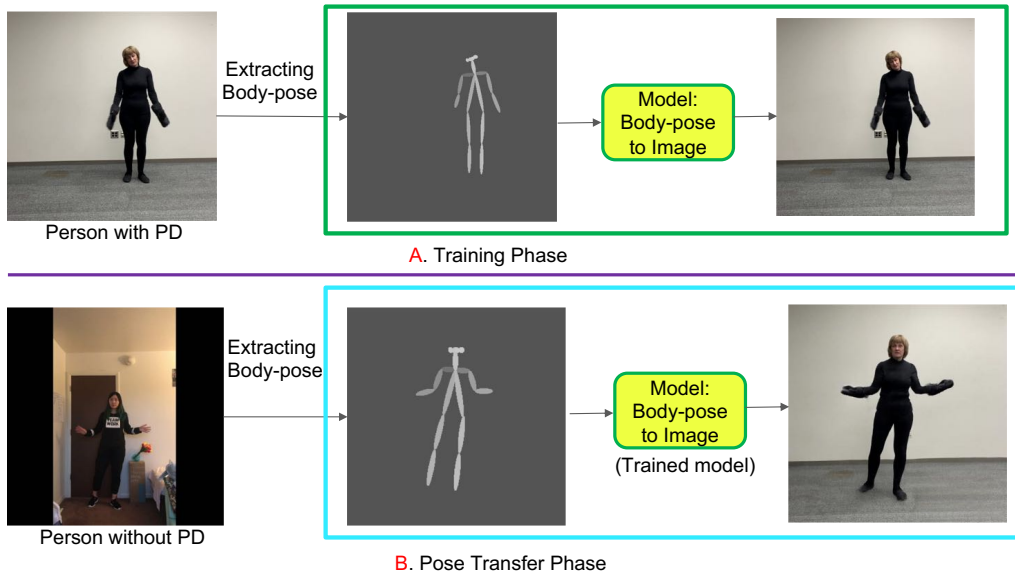 Extracting
Body-pose
Model:
Body-pose
to Image
Person with PD
A. Training Phase
Extracting
Body-pose
Model:
Body-pose
to Image
(Trained model)
Person without PD
B. Pose Transfer Phase